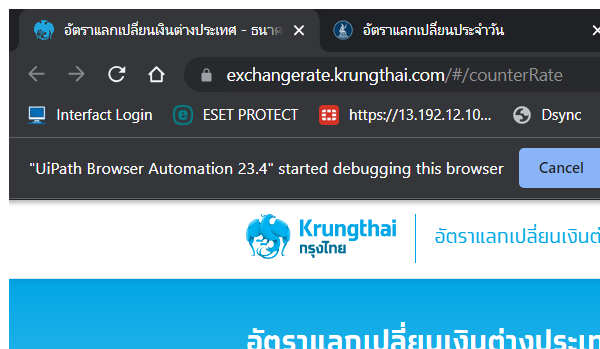 อัตราแลกเปลี่ยนเงินตราต่างประเทศ - ธนาค
อัตราแลกเปลี่ยนประจำวัน
exchangerate.krungthai.com/#/counterRate
Interfact Login
ESET PROTECT
https://13.192.12.10...
Dsync
"UiPath Browser Automation 23.4" started debugging this browser
Cancel
Krungthai
กรุงไทย
อัตราแลกเปลี่ยนเงินต
อัตราแลกเปลี่ยนเงินต่างประเท